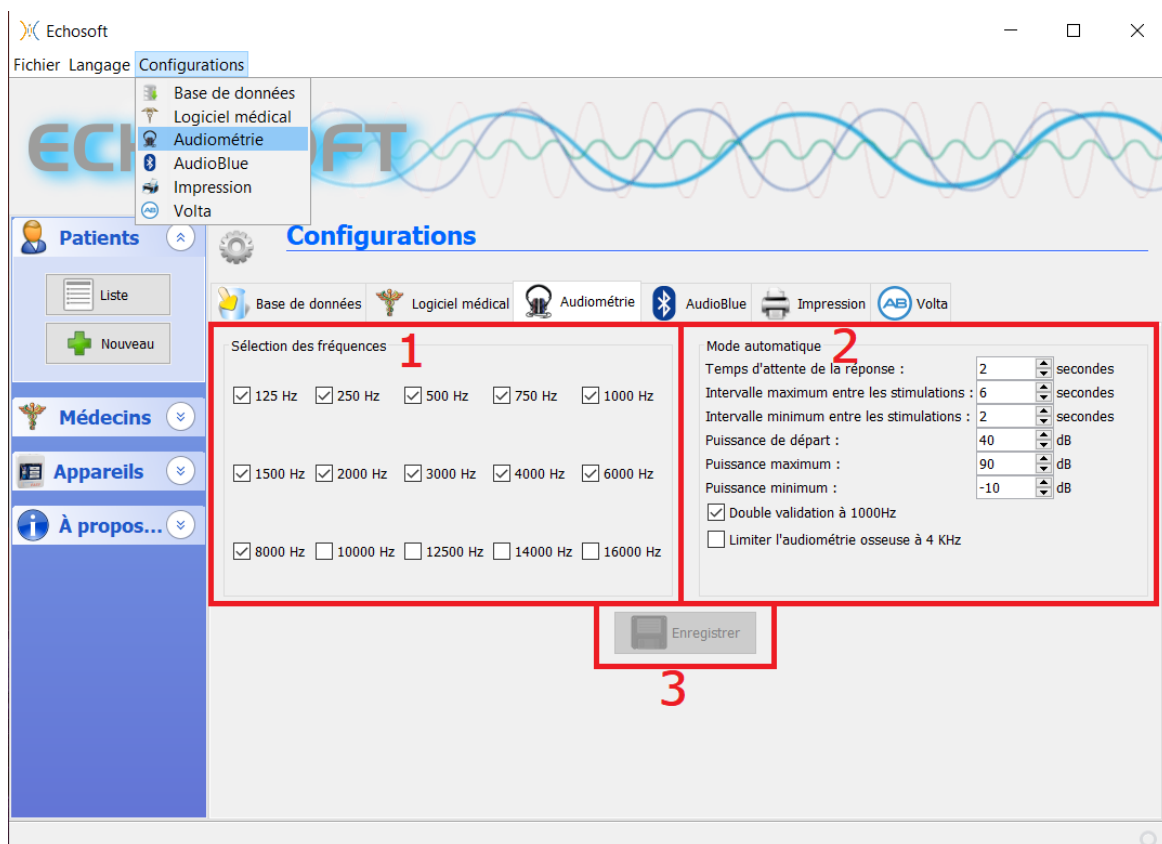 Echosoft
Fichier Langage Configurations
Base de données
Logiciel médical
Audiométrie
AudioBlue
Impression
Volta
Patients
Liste
Nouveau
Médecins
Appareils
À propos...
Configurations
Base de données Logiciel médical Audiométrie AudioBlue AB Impression Volta
Sélection des fréquences 1
125 Hz 250 Hz 500 Hz 750 Hz 1000 Hz
1500 Hz 2000 Hz 3000 Hz 4000 Hz 6000 Hz
8000 Hz 10000 Hz 12500 Hz 14000 Hz 16000 Hz
Mode automatique 2
Temps d'attente de la réponse : 2 secondes
Intervalle maximum entre les stimulations : 6 secondes
Intervalle minimum entre les stimulations : 2 secondes
Puissance de départ : 40 dB
Puissance maximum : 90 dB
Puissance minimum : -10 dB
Double validation à 1000Hz
Limiter l'audiométrie osseuse à 4 KHz
Enregistrer
3